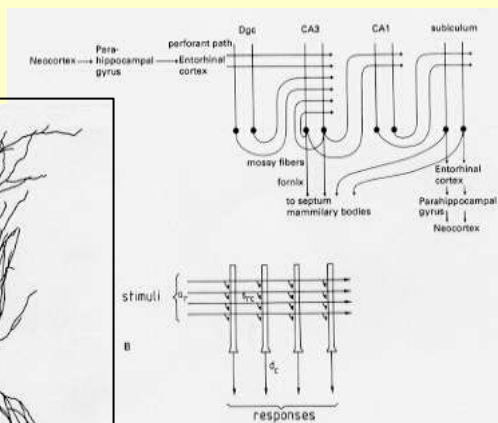 Dgc CA3 CA1 subiculum
perforant path
Neocortex Para-hippocampal gyrus Entorhinal cortex
mossy fibers
fornix
to septum
mammilary bodies
Entorhinal
cortex
Parahippocampal
gyrus
Neocortex
stimuli
B
responses